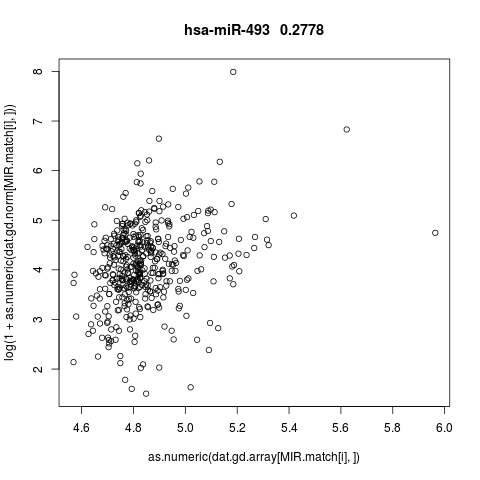 hsa-miR-493 0.2778
log(1 + as.numeric(dat.gd.norm[MIR.match[i], ]))
8
7
6
5
4
3
2
4.6 4.8 5.0 5.2 5.4 5.6 5.8 6.0
as.numeric(dat.gd.array[MIR.match[i], ])